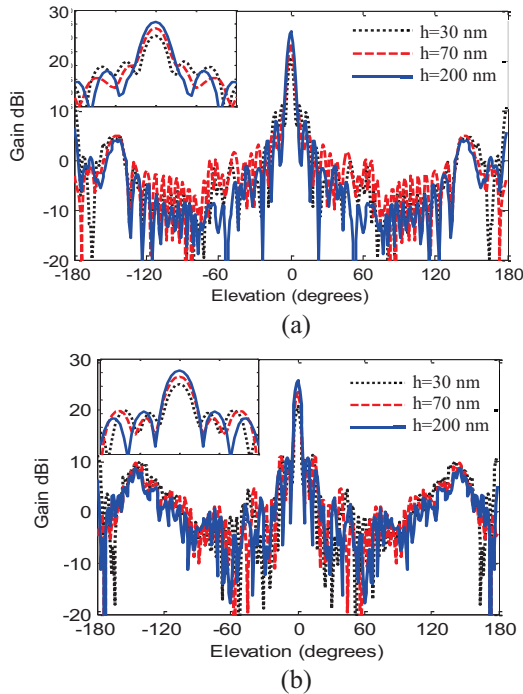 (a)
30
20
10
0
-10
20
Gain dBi
h=30 nm
h=70 nm
h=200 nm
-180 -120 -60 0 60 120 180
Elevation (degrees)
(a)
30
20
10
0
-10
20
Gain dBi
h=30 nm
h=70 nm
h=200 nm
-180 -120 -60 0 60 120 180
Elevation (degrees)
(b)